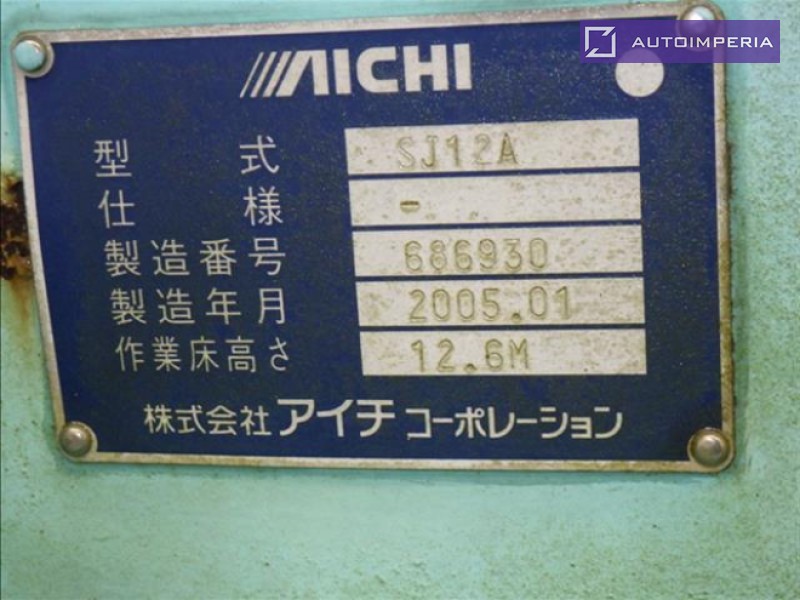 AUTOIMPERIA
AICHI
型式 SJ12A
仕様 -
製造番号 686930
製造年月 2005.01
作業床高さ 12.6M
株式会社アイチコーポレーション